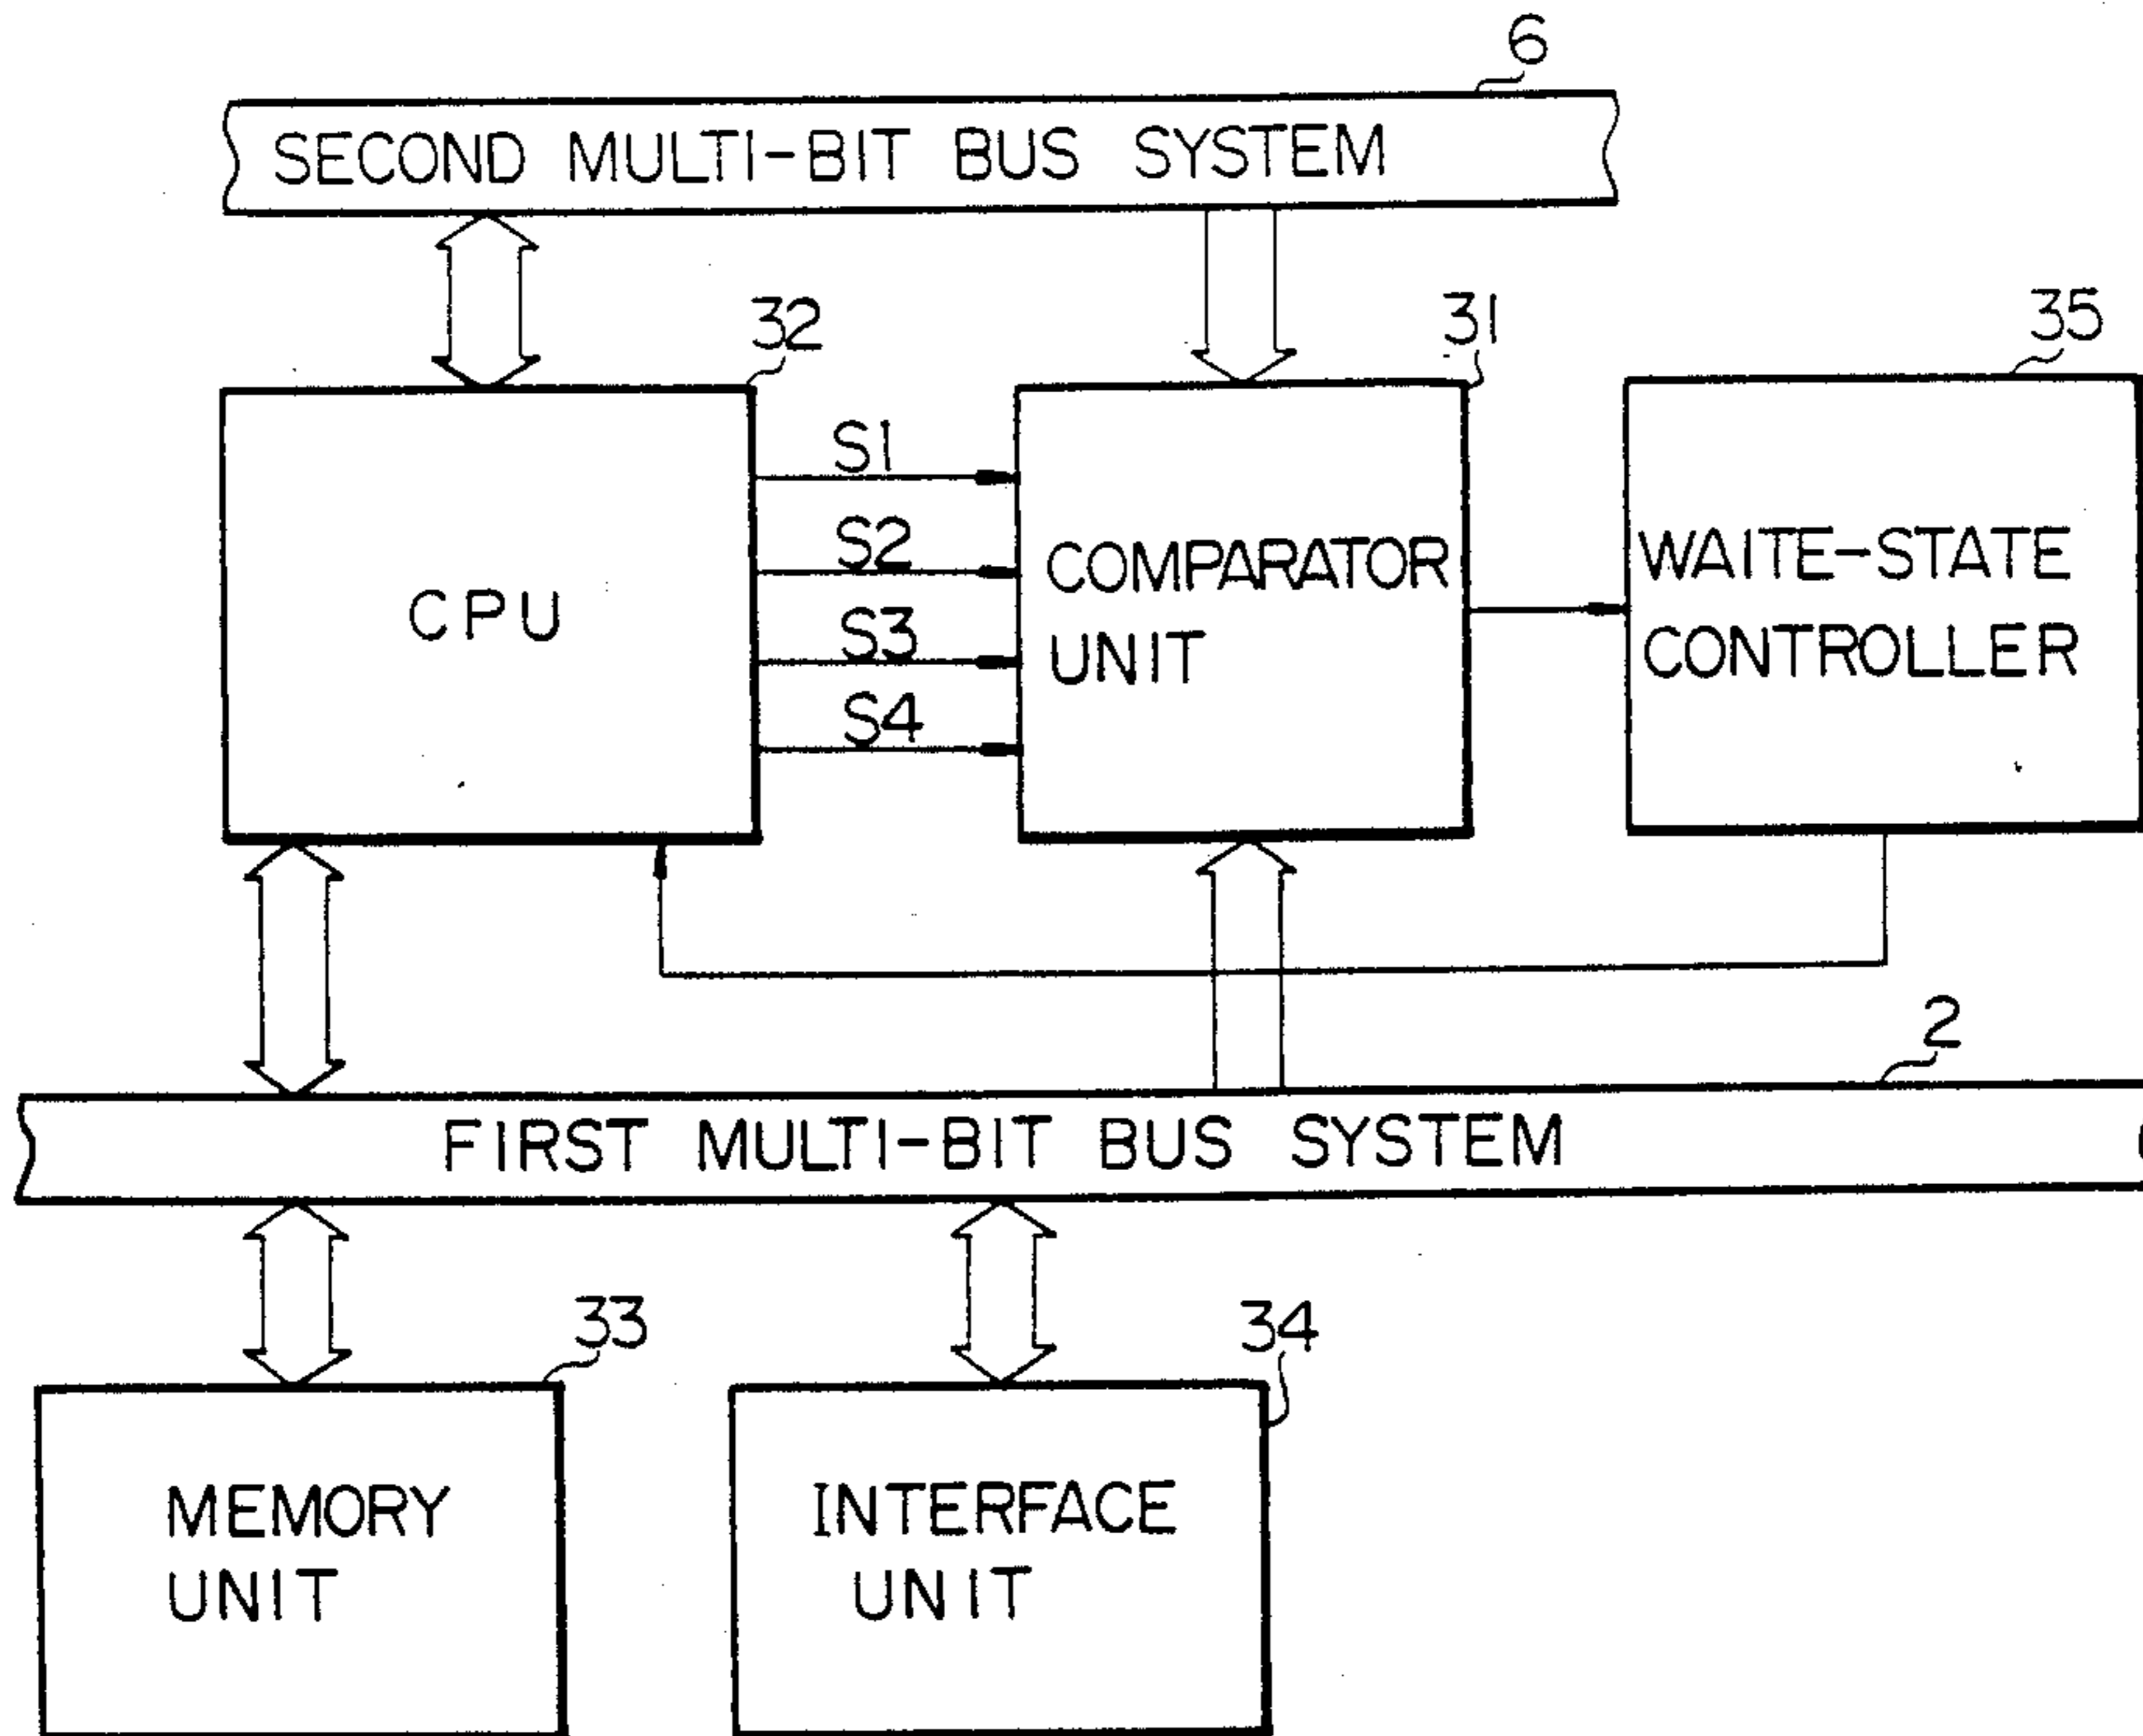 6
SECOND MULTI-BIT BUS SYSTEM
32
31
35
S1
S2
S3
S4
CPU
COMPARATOR
UNIT
WAITE-STATE
CONTROLLER
2
FIRST MULTI-BIT BUS SYSTEM
33
34
MEMORY
UNIT
INTERFACE
UNIT